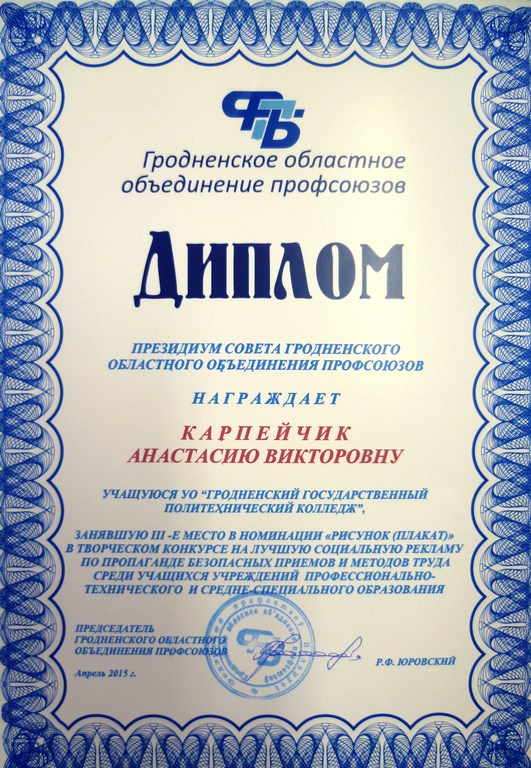 ФПБ
Гродненское областное
объединение профсоюзов
Диплом
ПРЕЗИДИУМ СОВЕТА ГРОДНЕНСКОГО
ОБЛАСТНОГО ОБЪЕДИНЕНИЯ ПРОФСОЮЗОВ
НАГРАЖДАЕТ
КАРПЕЙЧИК
АНАСТАСИЮ ВИКТОРОВНУ
УЧАЩУЮСЯ УО “ГРОДНЕНСКИЙ ГОСУДАРСТВЕННЫЙ
ПОЛИТЕХНИЧЕСКИЙ КОЛЛЕДЖ”,
ЗАНЯВШУЮ III -Е МЕСТО В НОМИНАЦИИ «РИСУНОК (ПЛАКАТ)»
В ТВОРЧЕСКОМ КОНКУРСЕ НА ЛУЧШУЮ СОЦИАЛЬНУЮ РЕКЛАМУ
ПО ПРОПАГАНДЕ БЕЗОПАСНЫХ ПРИЕМОВ И МЕТОДОВ ТРУДА
СРЕДИ УЧАЩИХСЯ УЧРЕЖДЕНИЙ ПРОФЕССИОНАЛЬНО-
ТЕХНИЧЕСКОГО И СРЕДНЕ-СПЕЦИАЛЬНОГО ОБРАЗОВАНИЯ
ПРЕДСЕДАТЕЛЬ
ГРОДНЕНСКОГО ОБЛАСТНОГО
ОБЪЕДИНЕНИЯ ПРОФСОЮЗОВ
Р.Ф. ЮРОВСКИЙ
Апрель 2015 г.